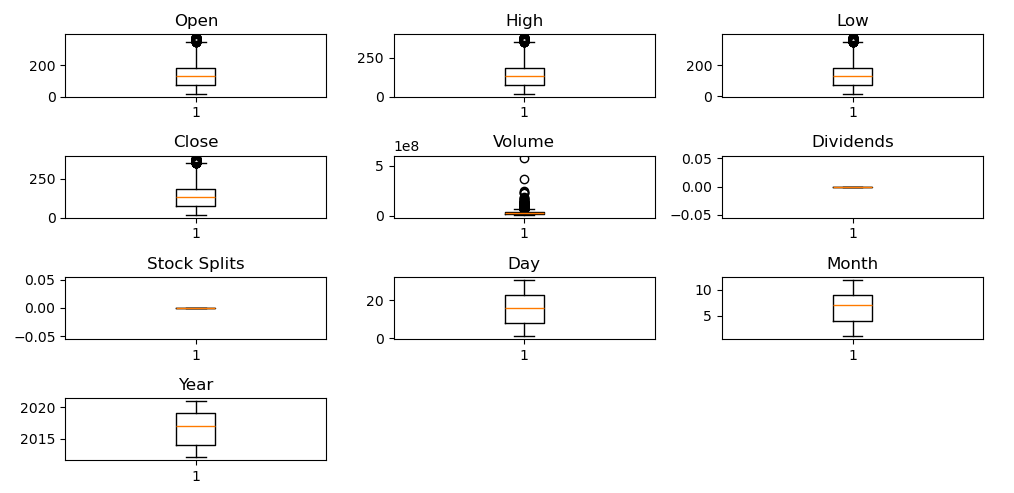 Open
High
Low
200
0
1
250
0
1
200
0
1
Close
Volume
Dividends
250
0
1
1e8
5
0
1
0.05
0.00
−0.05
1
Stock Splits
Day
Month
0.05
0.00
−0.05
1
20
0
1
10
5
1
Year
2020
2015
1